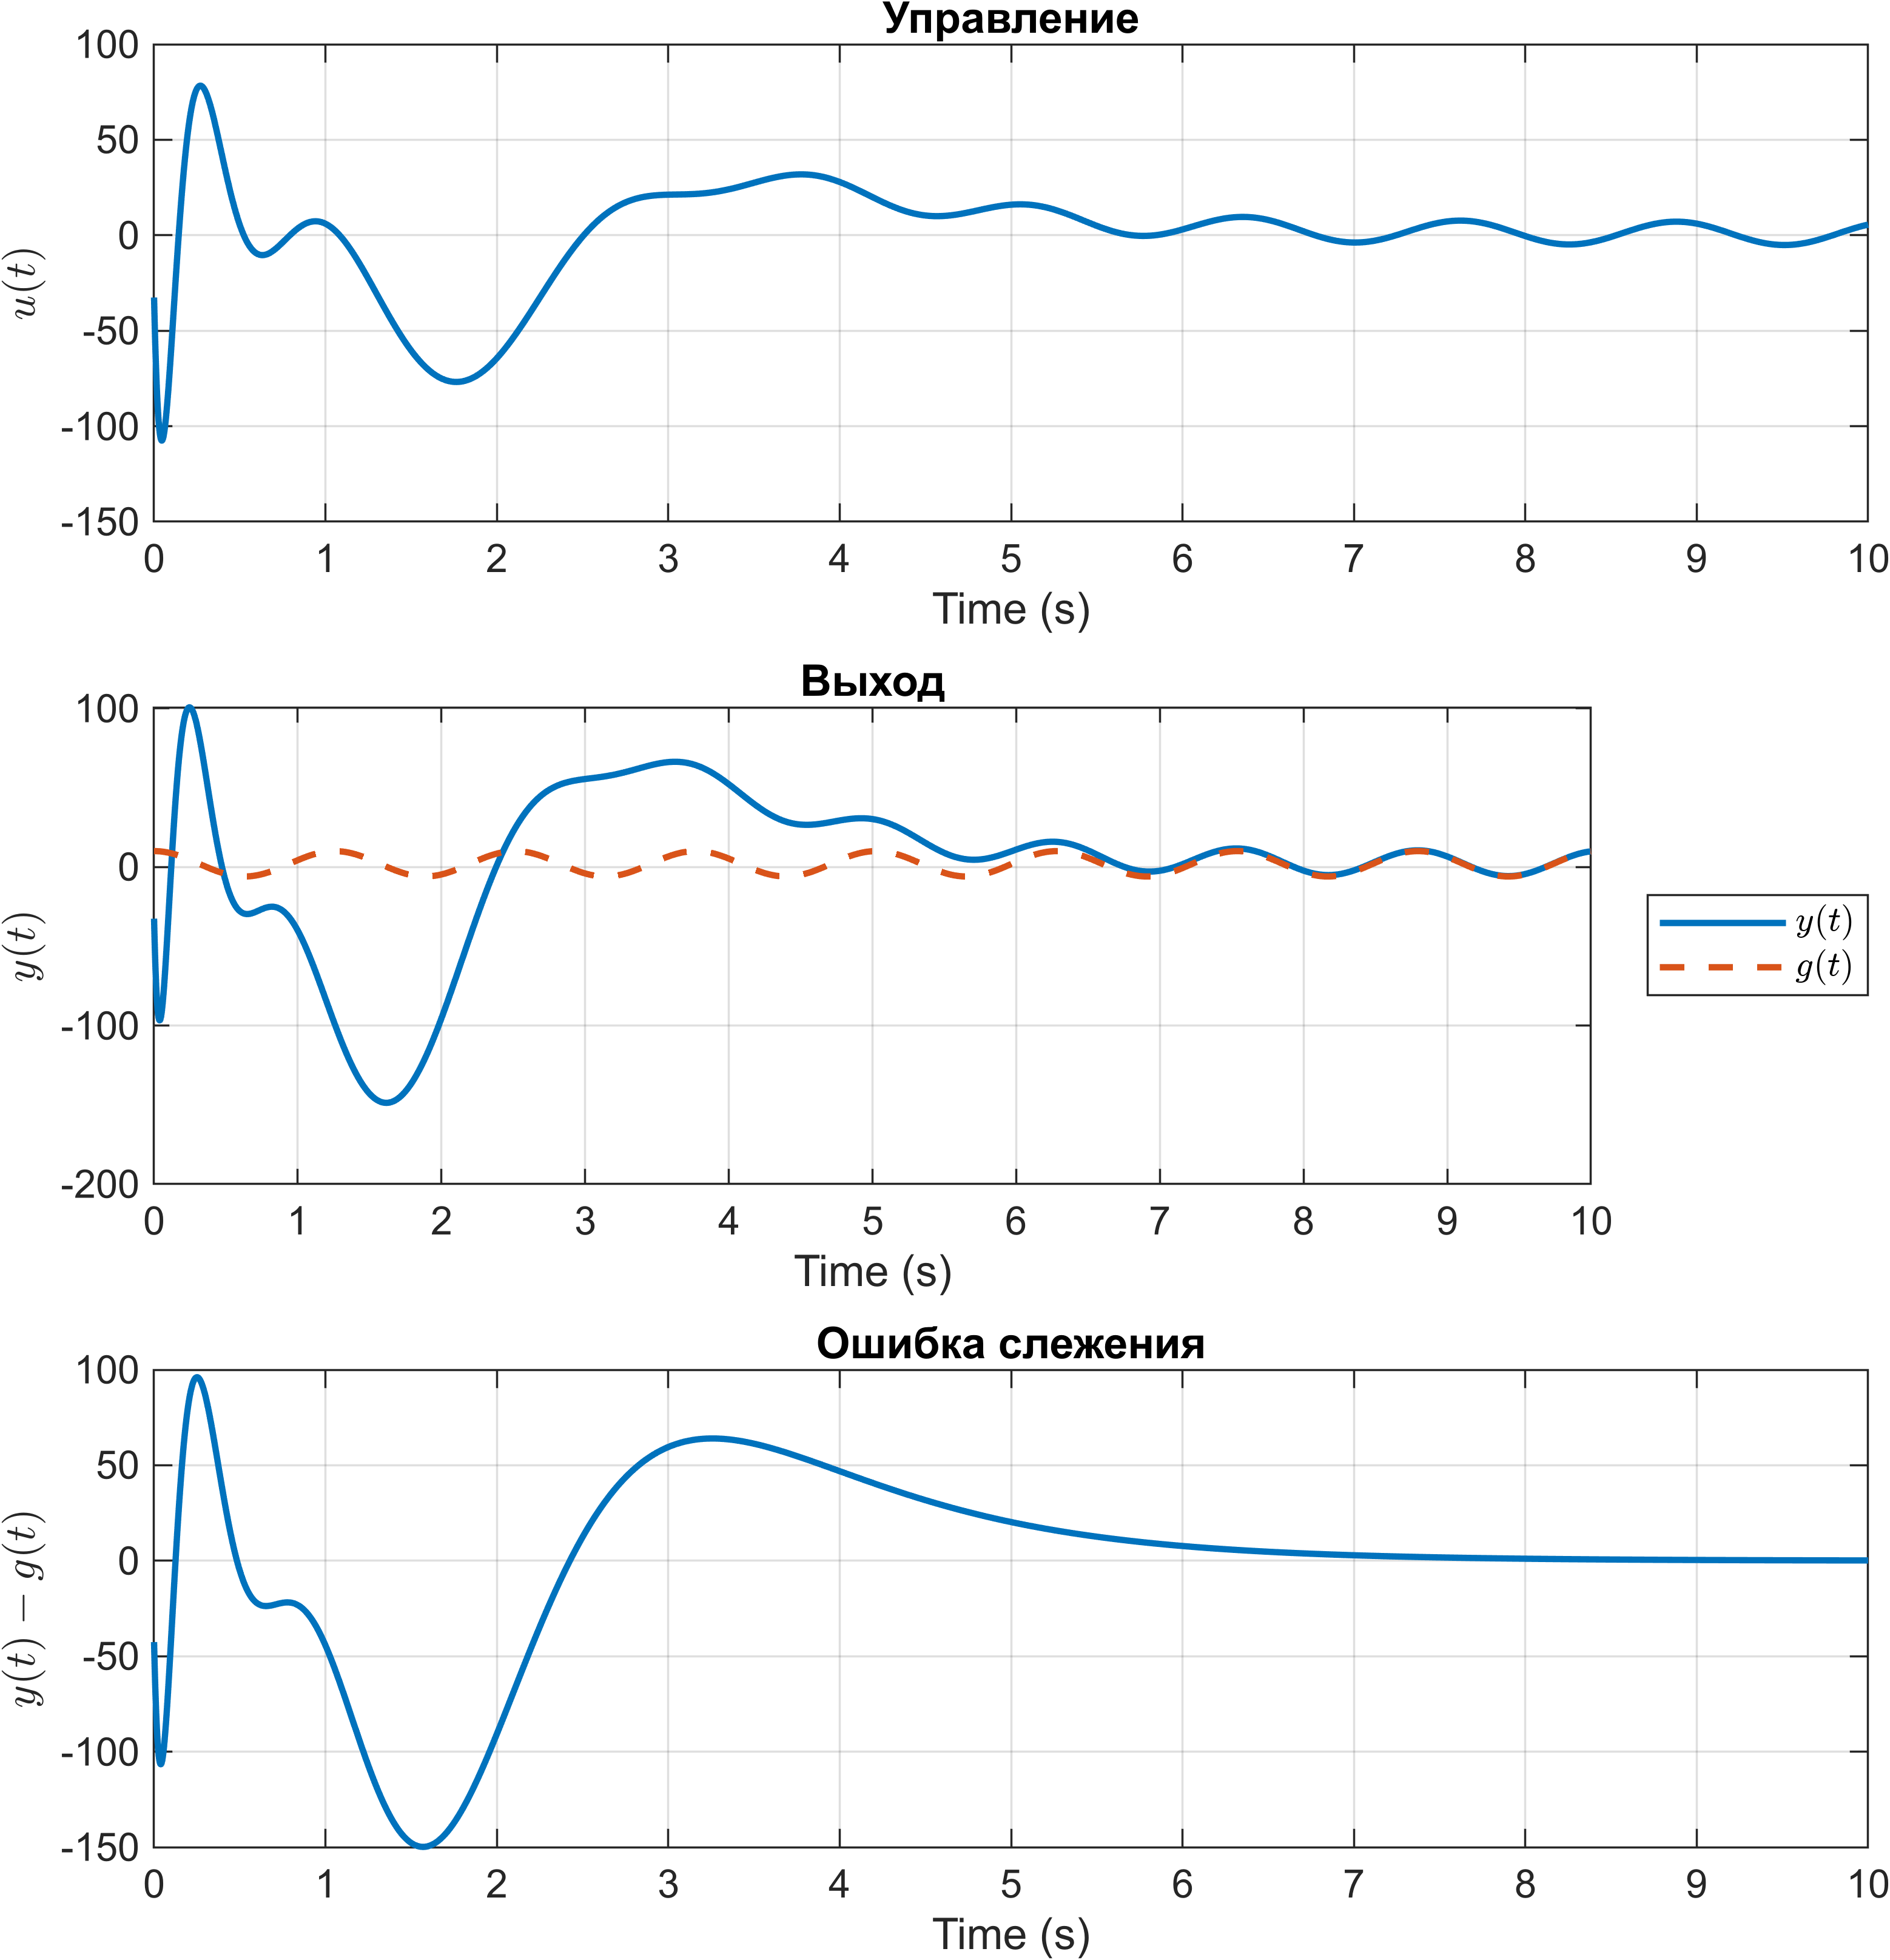 Управление
100
50
0
-50
-100
-150
u(t)
0 1 2 3 4 5 6 7 8 9 10
Time (s)
Выход
100
0
-100
-200
y(t)
y(t)
g(t)
0 1 2 3 4 5 6 7 8 9 10
Time (s)
Ошибка слежения
100
50
0
-50
-100
-150
y(t) − g(t)
0 1 2 3 4 5 6 7 8 9 10
Time (s)